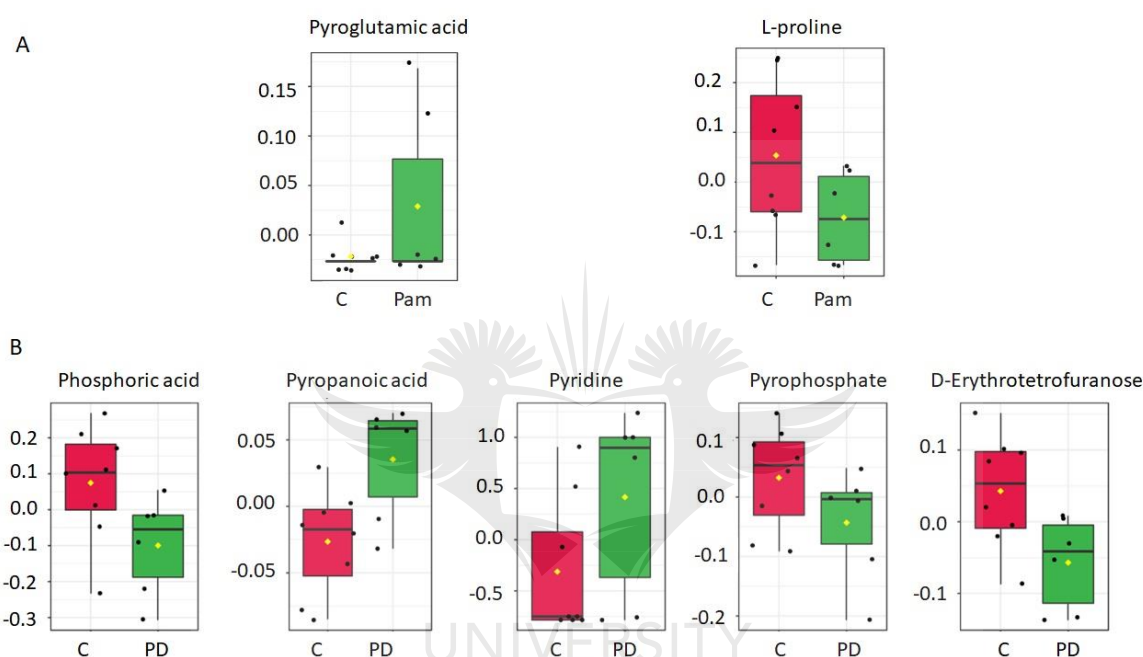 A
Pyroglutamic acid
L-proline
0.15
0.10
0.05
0.00
C Pam
0.2
0.1
0.0
-0.1
C Pam
B
Phosphoric acid
Pyropanoic acid
Pyridine
Pyrophosphate
D-Erythrotetrofuranose
0.2
0.1
0.0
-0.1
-0.2
-0.3
C PD
0.05
0.00
-0.05
C PD
1.0
0.5
0.0
-0.5
C PD
0.1
0.0
-0.1
-0.2
C PD
0.1
0.0
-0.1
C PD
UNIVERSITY